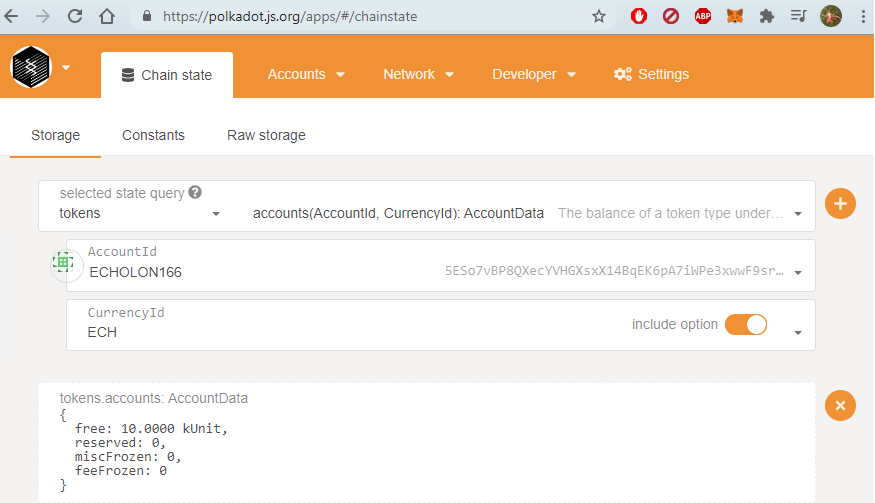 https://polkadot.js.org/apps/#/chainstate
ABP
Chain state
Accounts
Network
Developer
Settings
Storage
Constants
Raw storage
selected state query
tokens
accounts(AccountId, CurrencyId): AccountData The balance of a token type under…
AccountId
ECHOLON166
5ESo7vBP8QXecYVHGXsxX14BqEK6pA7iWPe3xwwF9sr…
CurrencyId
ECH
include option
tokens.accounts: AccountData
{
free: 10.0000 kUnit,
reserved: 0,
miscFrozen: 0,
feeFrozen: 0
}